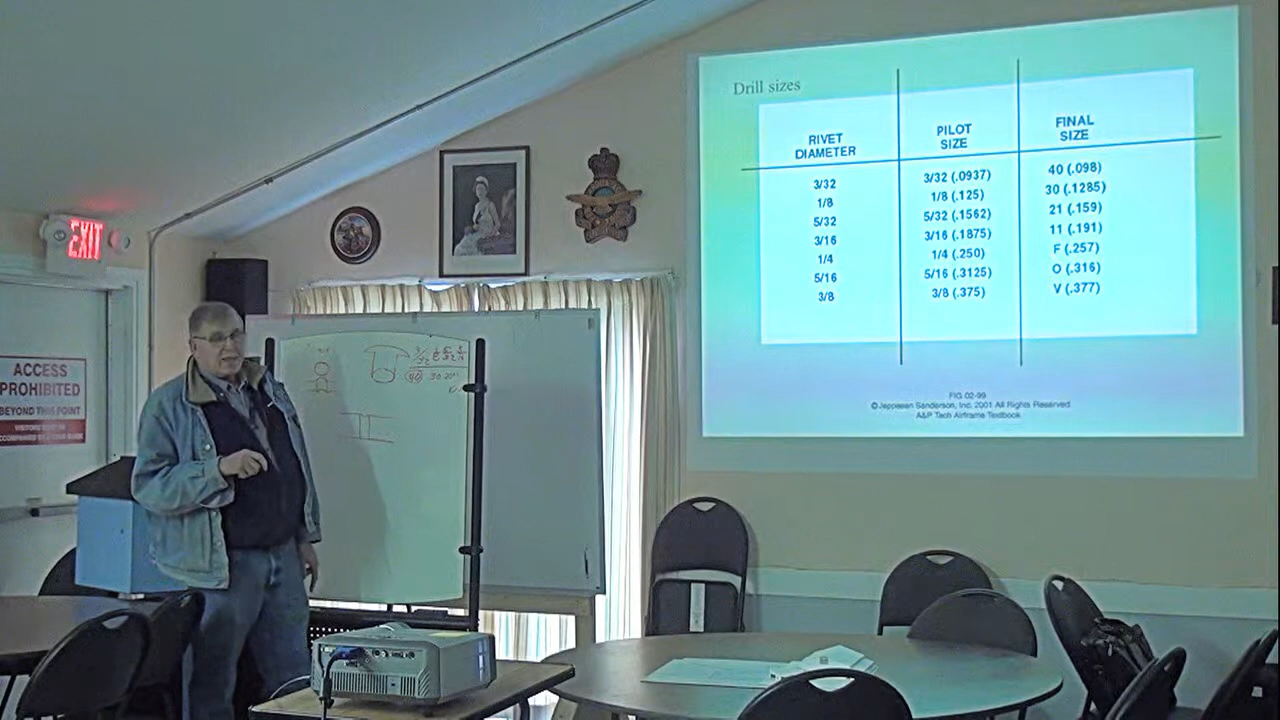 Drill sizes
RIVET DIAMETER PILOT SIZE FINAL SIZE
3/32 3/32 (.0937) 40 (.098)
1/8 1/8 (.125) 30 (.1285)
5/32 5/32 (.1562) 21 (.159)
3/16 3/16 (.1875) 11 (.191)
1/4 1/4 (.250) F (.257)
5/16 5/16 (.3125) O (.316)
3/8 3/8 (.375) V (.377)
FIG 02-99
© Jeppesen Sanderson, Inc. 2001 All Rights Reserved
A&P Tech Airframe Textbook
EXIT
ACCESS
PROHIBITED
BEYOND THIS POINT